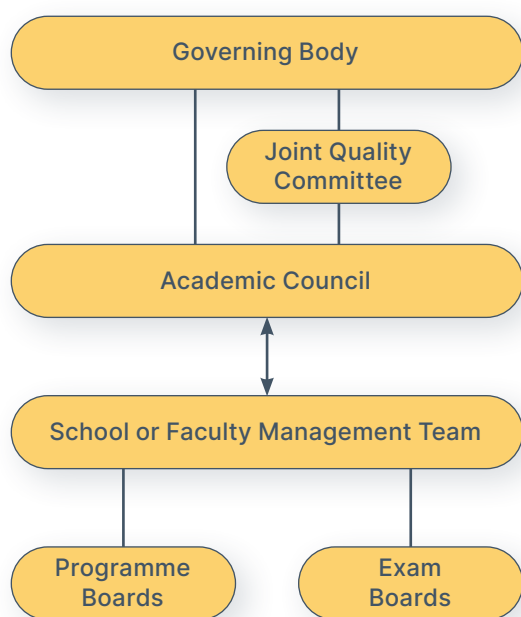 Governing Body
Joint Quality
Committee
Academic Council
School or Faculty Management Team
Programme
Boards
Exam
Boards